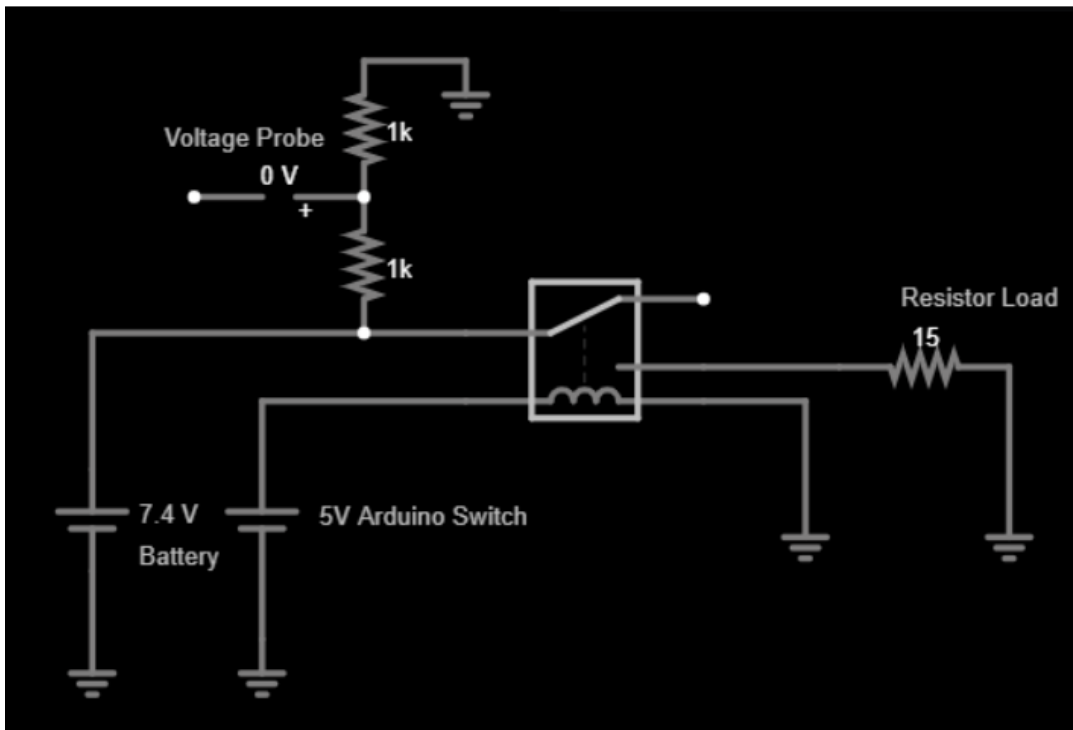 1k
Voltage Probe
0 V
+
1k
Resistor Load
15
7.4 V
Battery
5V Arduino Switch